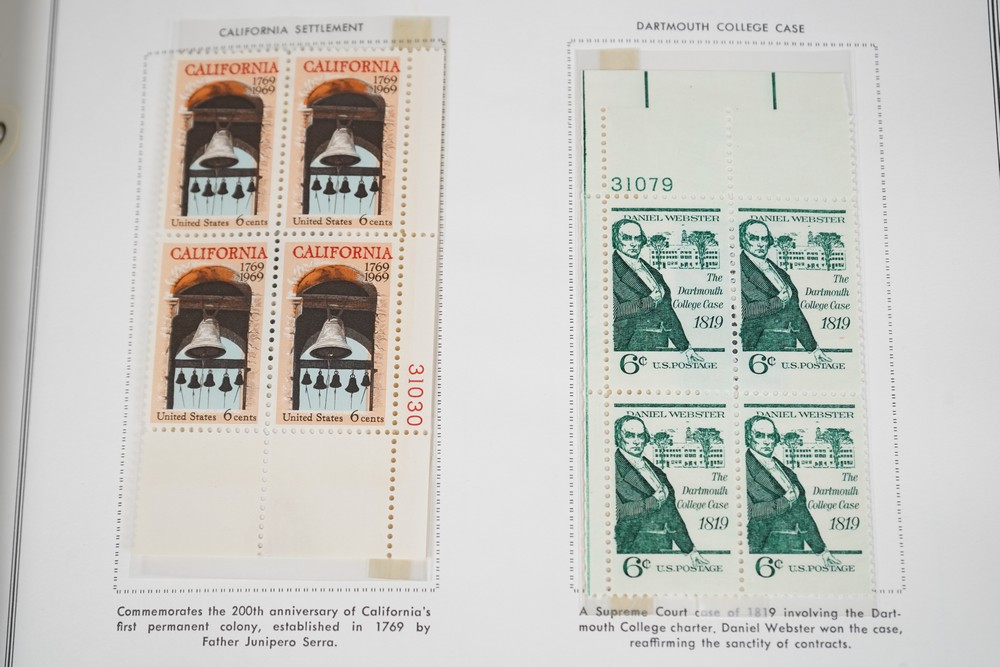 CALIFORNIA SETTLEMENT
CALIFORNIA
1769
1969
United States 6 cents
CALIFORNIA
1769
1969
United States 6 cents
CALIFORNIA
1769
1969
United States 6 cents
CALIFORNIA
1769
1969
United States 6 cents
31030
Commemorates the 200th anniversary of California's
first permanent colony, established in 1769 by
Father Junipero Serra.
DARTMOUTH COLLEGE CASE
31079
DANIEL WEBSTER
The
Dartmouth
College Case
1819
6c U.S. POSTAGE
DANIEL WEBSTER
The
Dartmouth
College Case
1819
6c U.S. POSTAGE
DANIEL WEBSTER
The
Dartmouth
College Case
1819
6c U.S. POSTAGE
DANIEL WEBSTER
The
Dartmouth
College Case
1819
6c U.S. POSTAGE
A Supreme Court case of 1819 involving the Dart-
mouth College charter. Daniel Webster won the case,
reaffirming the sanctity of contracts.